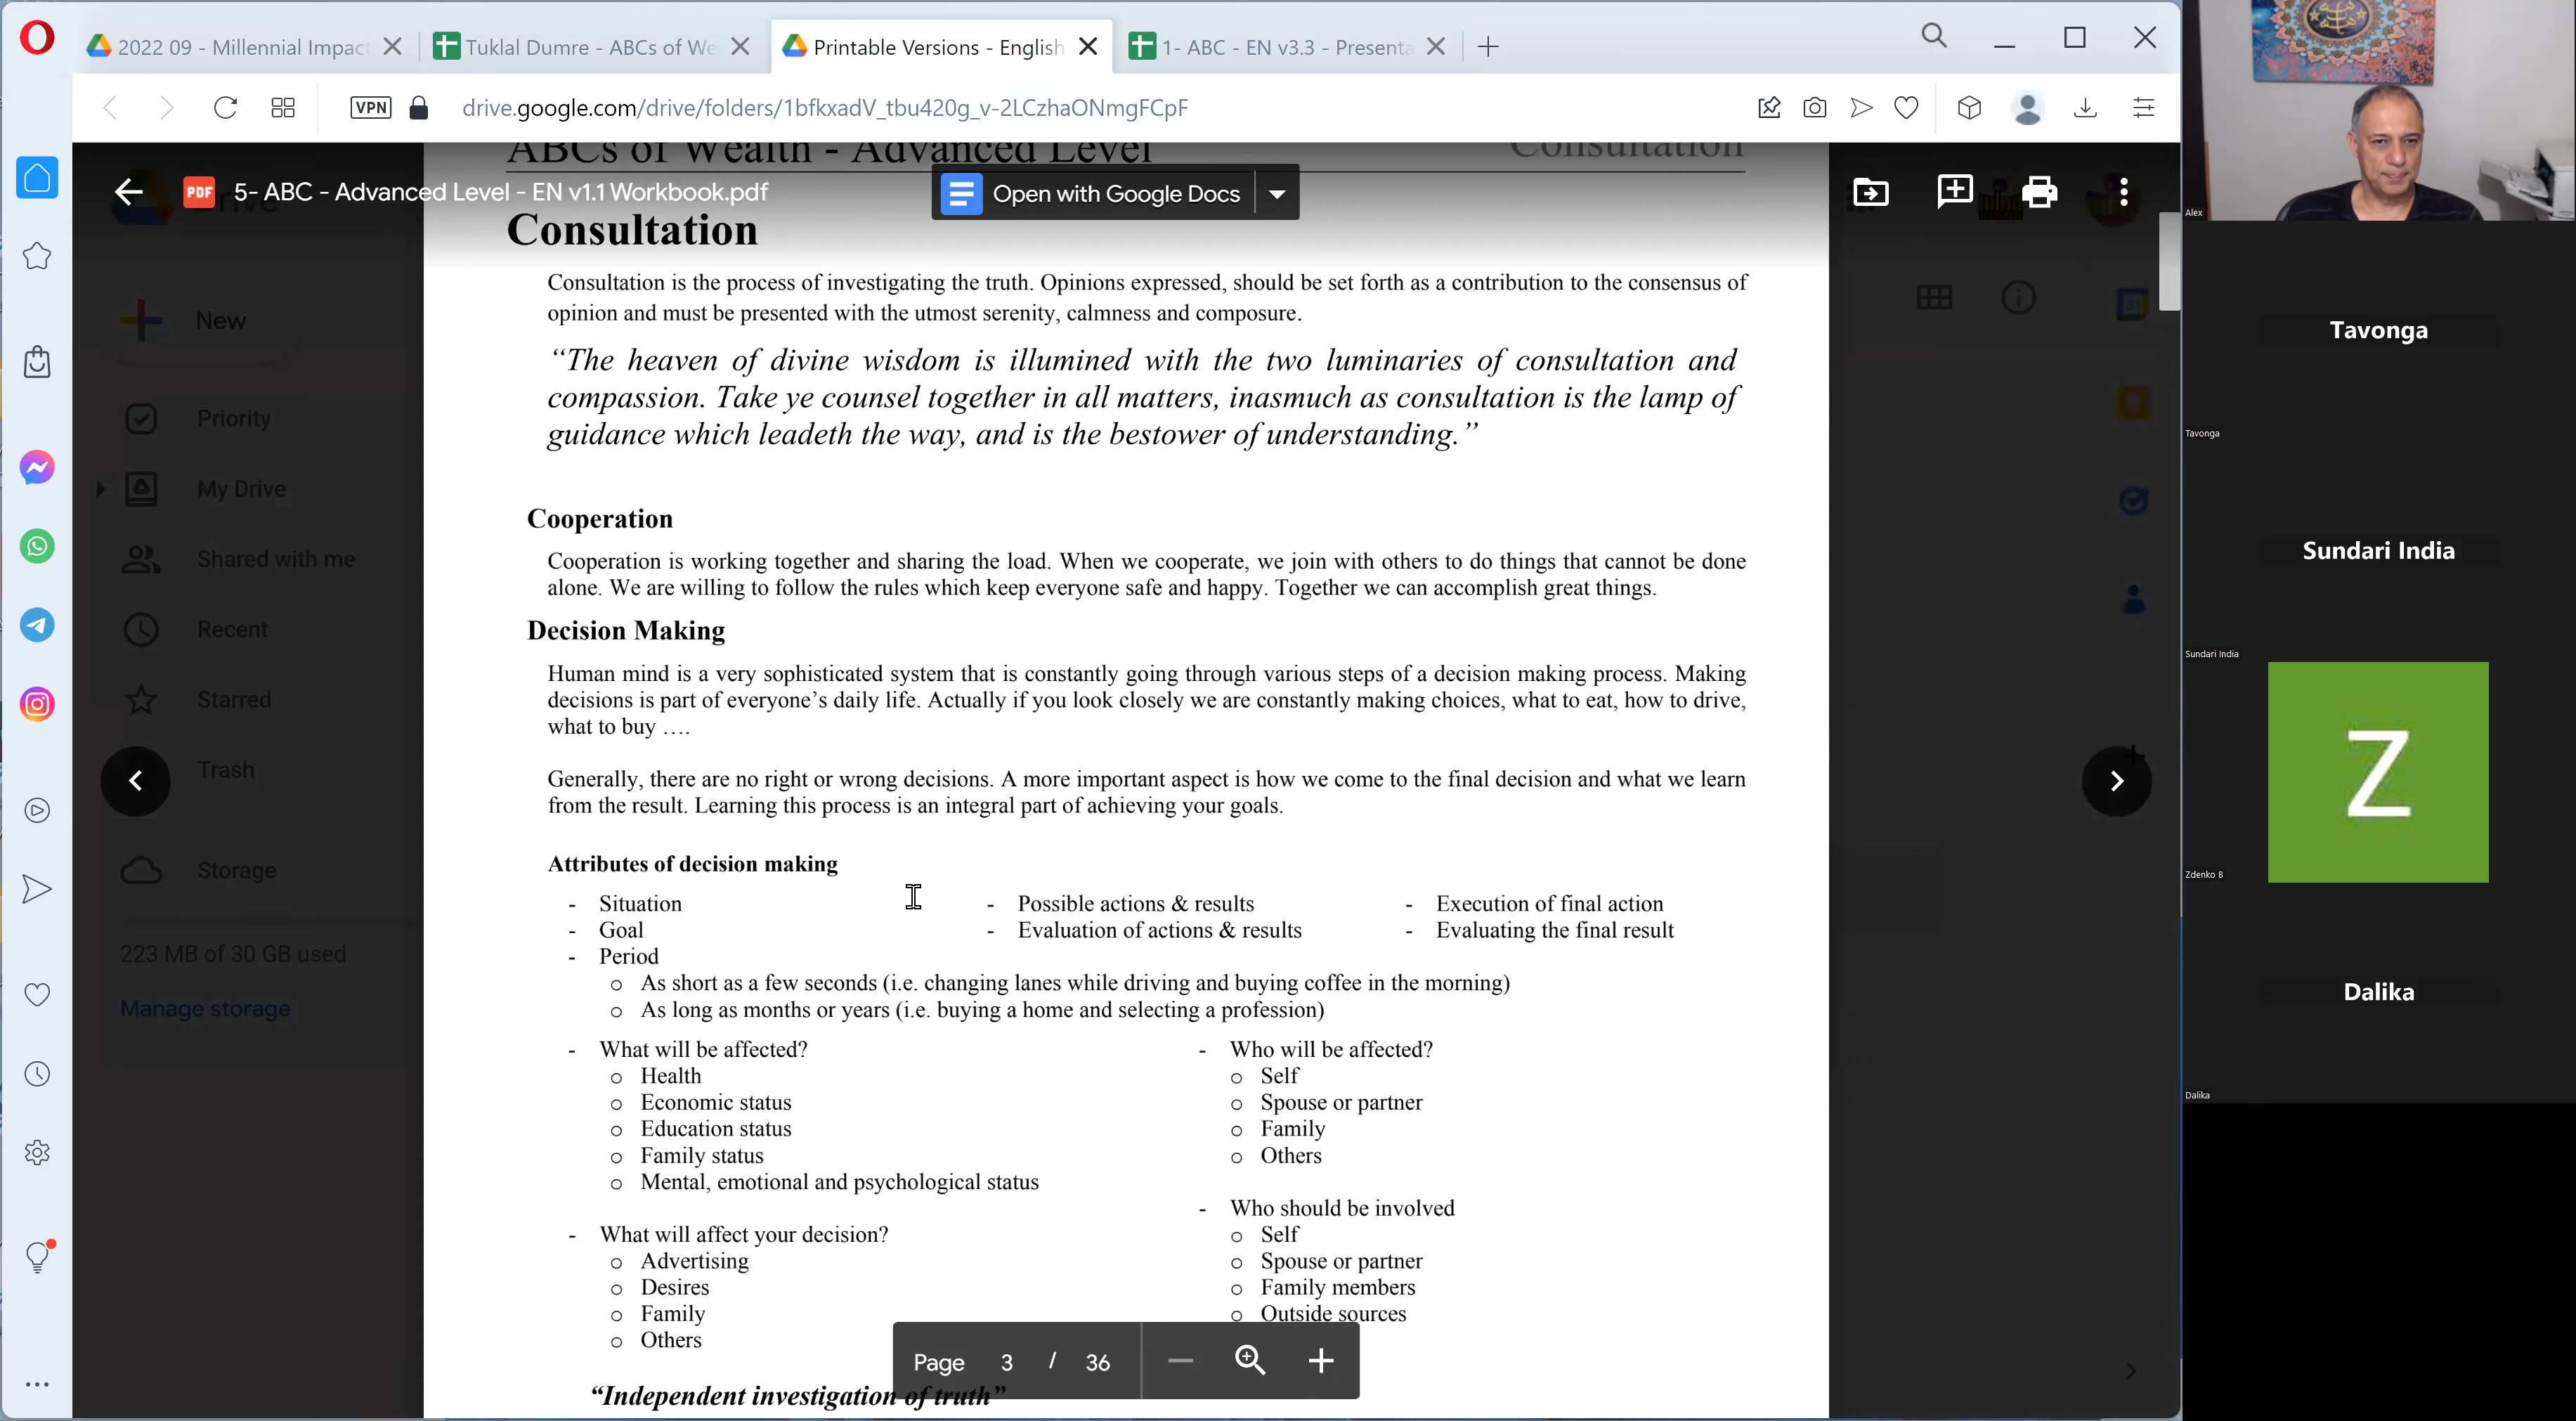 2022 09 - Millennial Impact
Tuklal Dumre - ABCs of We
Printable Versions - English
1- ABC - EN v3.3 - Presenta
VPN
drive.google.com/drive/folders/1bfkxadV_tbu420g_v-2LCzhaONmgFCpF
ABCs of Wealth - Advanced Level
Consultation
PDF
5- ABC - Advanced Level - EN v1.1 Workbook.pdf
Open with Google Docs
New
Priority
My Drive
Shared with me
Recent
Starred
Trash
Storage
223 MB of 30 GB used
Manage storage
Consultation
Consultation is the process of investigating the truth. Opinions expressed, should be set forth as a contribution to the consensus of
opinion and must be presented with the utmost serenity, calmness and composure.
“The heaven of divine wisdom is illumined with the two luminaries of consultation and
compassion. Take ye counsel together in all matters, inasmuch as consultation is the lamp of
guidance which leadeth the way, and is the bestower of understanding.”
Cooperation
Cooperation is working together and sharing the load. When we cooperate, we join with others to do things that cannot be done
alone. We are willing to follow the rules which keep everyone safe and happy. Together we can accomplish great things.
Decision Making
Human mind is a very sophisticated system that is constantly going through various steps of a decision making process. Making
decisions is part of everyone’s daily life. Actually if you look closely we are constantly making choices, what to eat, how to drive,
what to buy ….
Generally, there are no right or wrong decisions. A more important aspect is how we come to the final decision and what we learn
from the result. Learning this process is an integral part of achieving your goals.
Attributes of decision making
- Situation
- Goal
- Period
- Possible actions & results
- Evaluation of actions & results
- Execution of final action
- Evaluating the final result
o As short as a few seconds (i.e. changing lanes while driving and buying coffee in the morning)
o As long as months or years (i.e. buying a home and selecting a profession)
- What will be affected?
o Health
o Economic status
o Education status
o Family status
o Mental, emotional and psychological status
- What will affect your decision?
o Advertising
o Desires
o Family
o Others
- Who will be affected?
o Self
o Spouse or partner
o Family
o Others
- Who should be involved
o Self
o Spouse or partner
o Family members
o Outside sources
“Independent investigation of truth”
Page 3 / 36
Alex
Tavonga
Tavonga
Sundari India
Sundari India
Z
Zdenko B
Dalika
Dalika